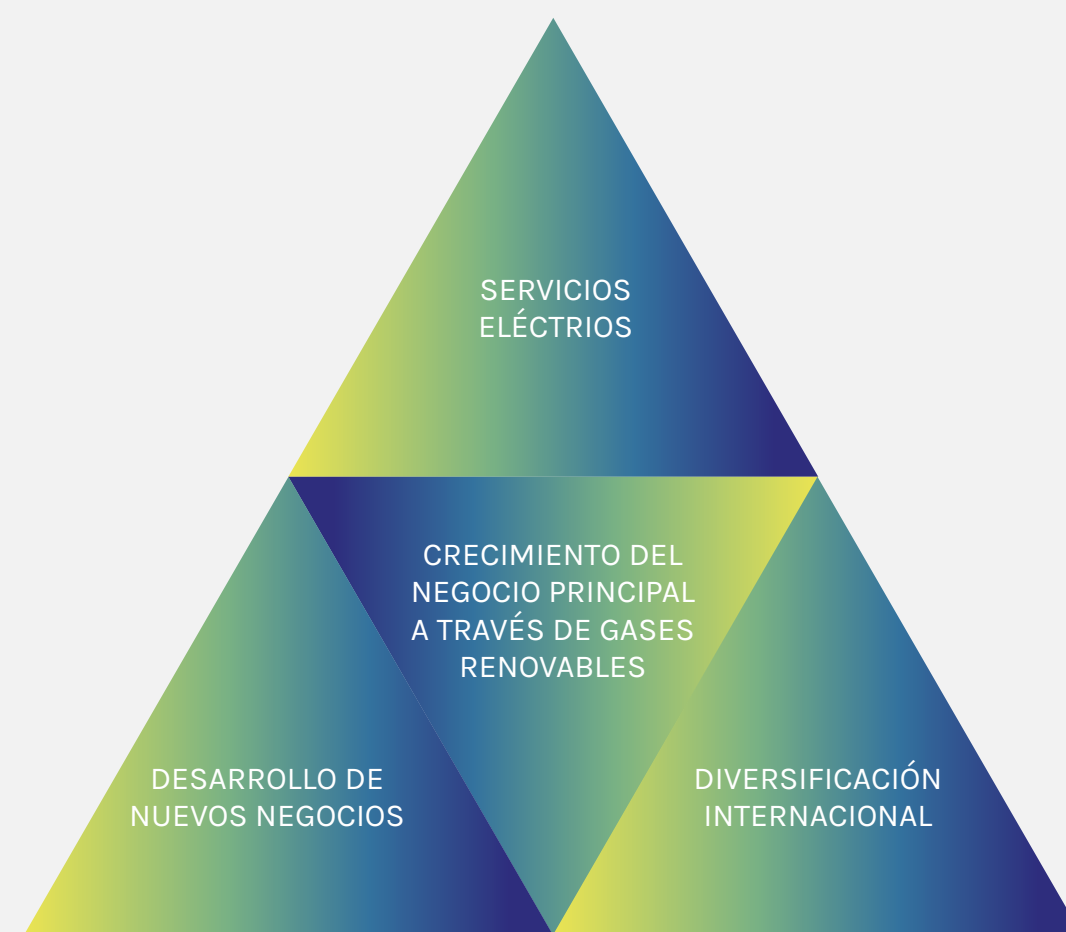 SERVICIOS
ELÉCTRIOS
CRECIMIENTO DEL
NEGOCIO PRINCIPAL
A TRAVÉS DE GASES
RENOVABLES
DESARROLLO DE
NUEVOS NEGOCIOS
DIVERSIFICACIÓN
INTERNACIONAL